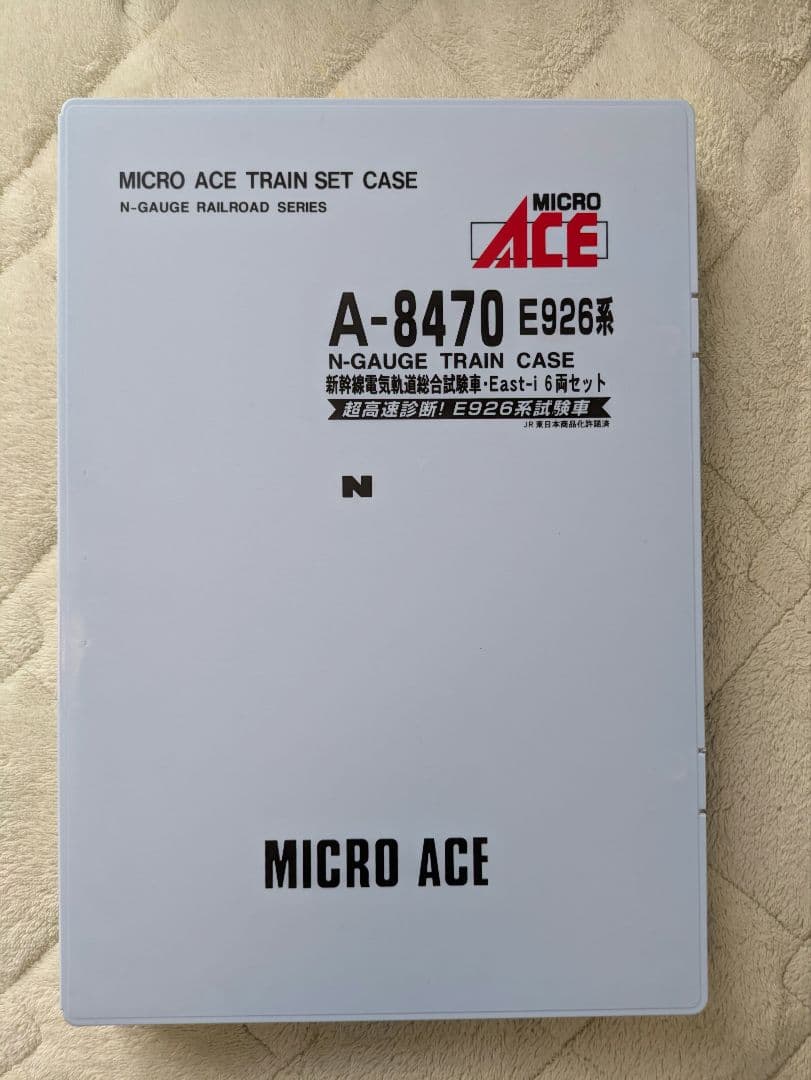 MICRO ACE TRAIN SET CASE
N-GAUGE RAILROAD SERIES
MICRO
ACE
A-8470 E926系
N-GAUGE TRAIN CASE
新幹線電気軌道総合試験車・East-i 6両セット
超高速診断!E926系試験車
JR東日本商品化許諾済
N
MICRO ACE